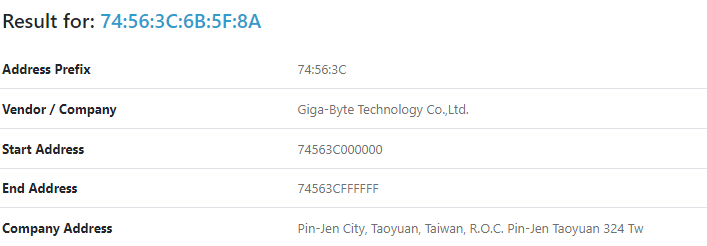 Result for: 74:56:3C:6B:5F:8A
Address Prefix 74:56:3C
Vendor / Company Giga-Byte Technology Co.,Ltd.
Start Address 74563C000000
End Address 74563CFFFFFF
Company Address Pin-Jen City, Taoyuan, Taiwan, R.O.C. Pin-Jen Taoyuan 324 Tw